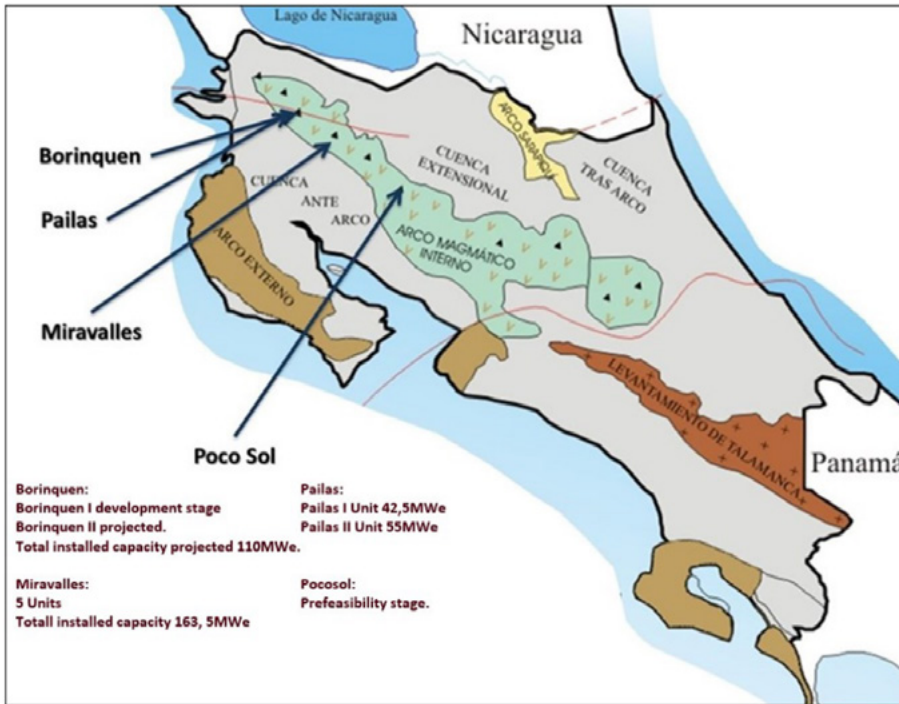 Lago de Nicaragua
Nicaragua
Borinquen
Pailas
Miravalles
Poco Sol
ARCO SARAPIQUI
CUENCA
TRAS ARCO
CUENCA
EXTENSIONAL
CUENCA
ANTE
ARCO
ARCO MAGMÁTICO
INTERNO
ARCO EXTERNO
LEVANTAMIENTO DE TALAMANCA
Panamá
Borinquen:
Borinquen I development stage
Borinquen II projected.
Total installed capacity projected 110MWe.
Pailas:
Pailas I Unit 42,5MWe
Pailas II Unit 55MWe
Miravalles:
5 Units
Totall installed capacity 163, 5MWe
Pocosol:
Prefeasibility stage.